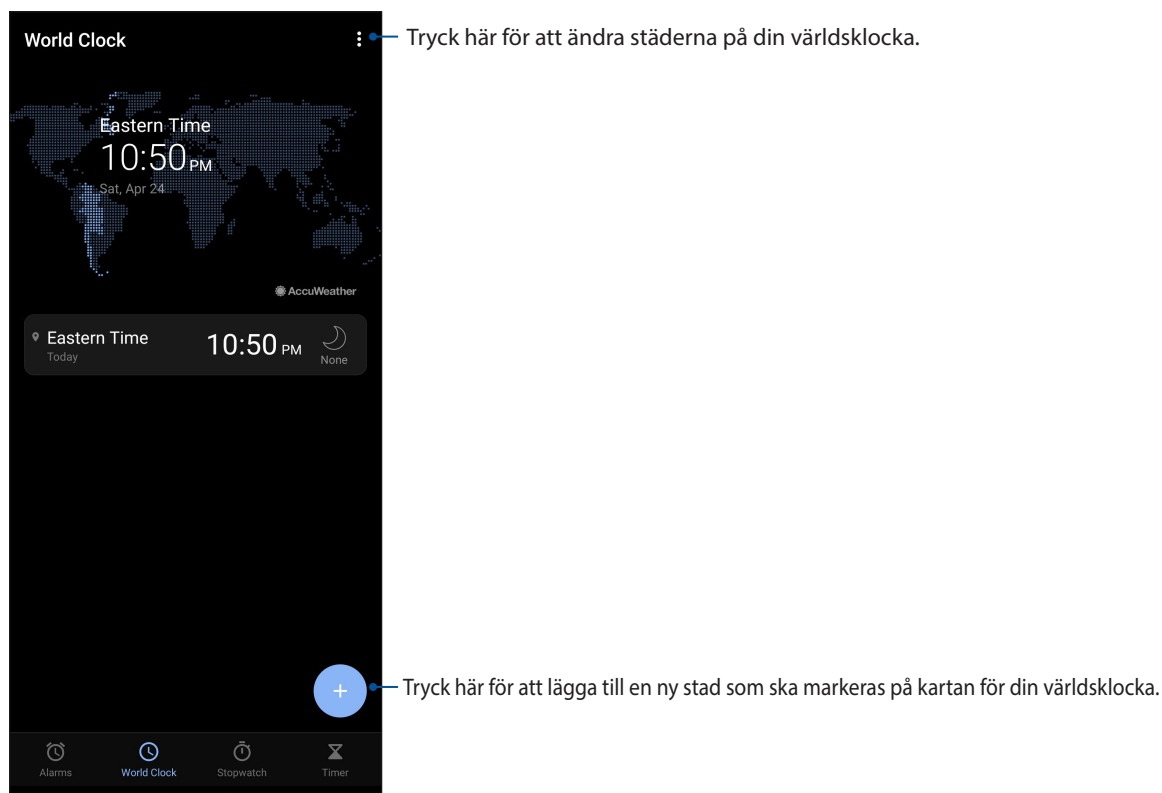 World Clock
Tryck här för att ändra städerna på din världsklocka.
Eastern Time
10:50 PM
Sat, Apr 24
AccuWeather
Eastern Time
Today
10:50 PM
None
+
Tryck här för att lägga till en ny stad som ska markeras på kartan för din världsklocka.
Alarms
World Clock
Stopwatch
Timer